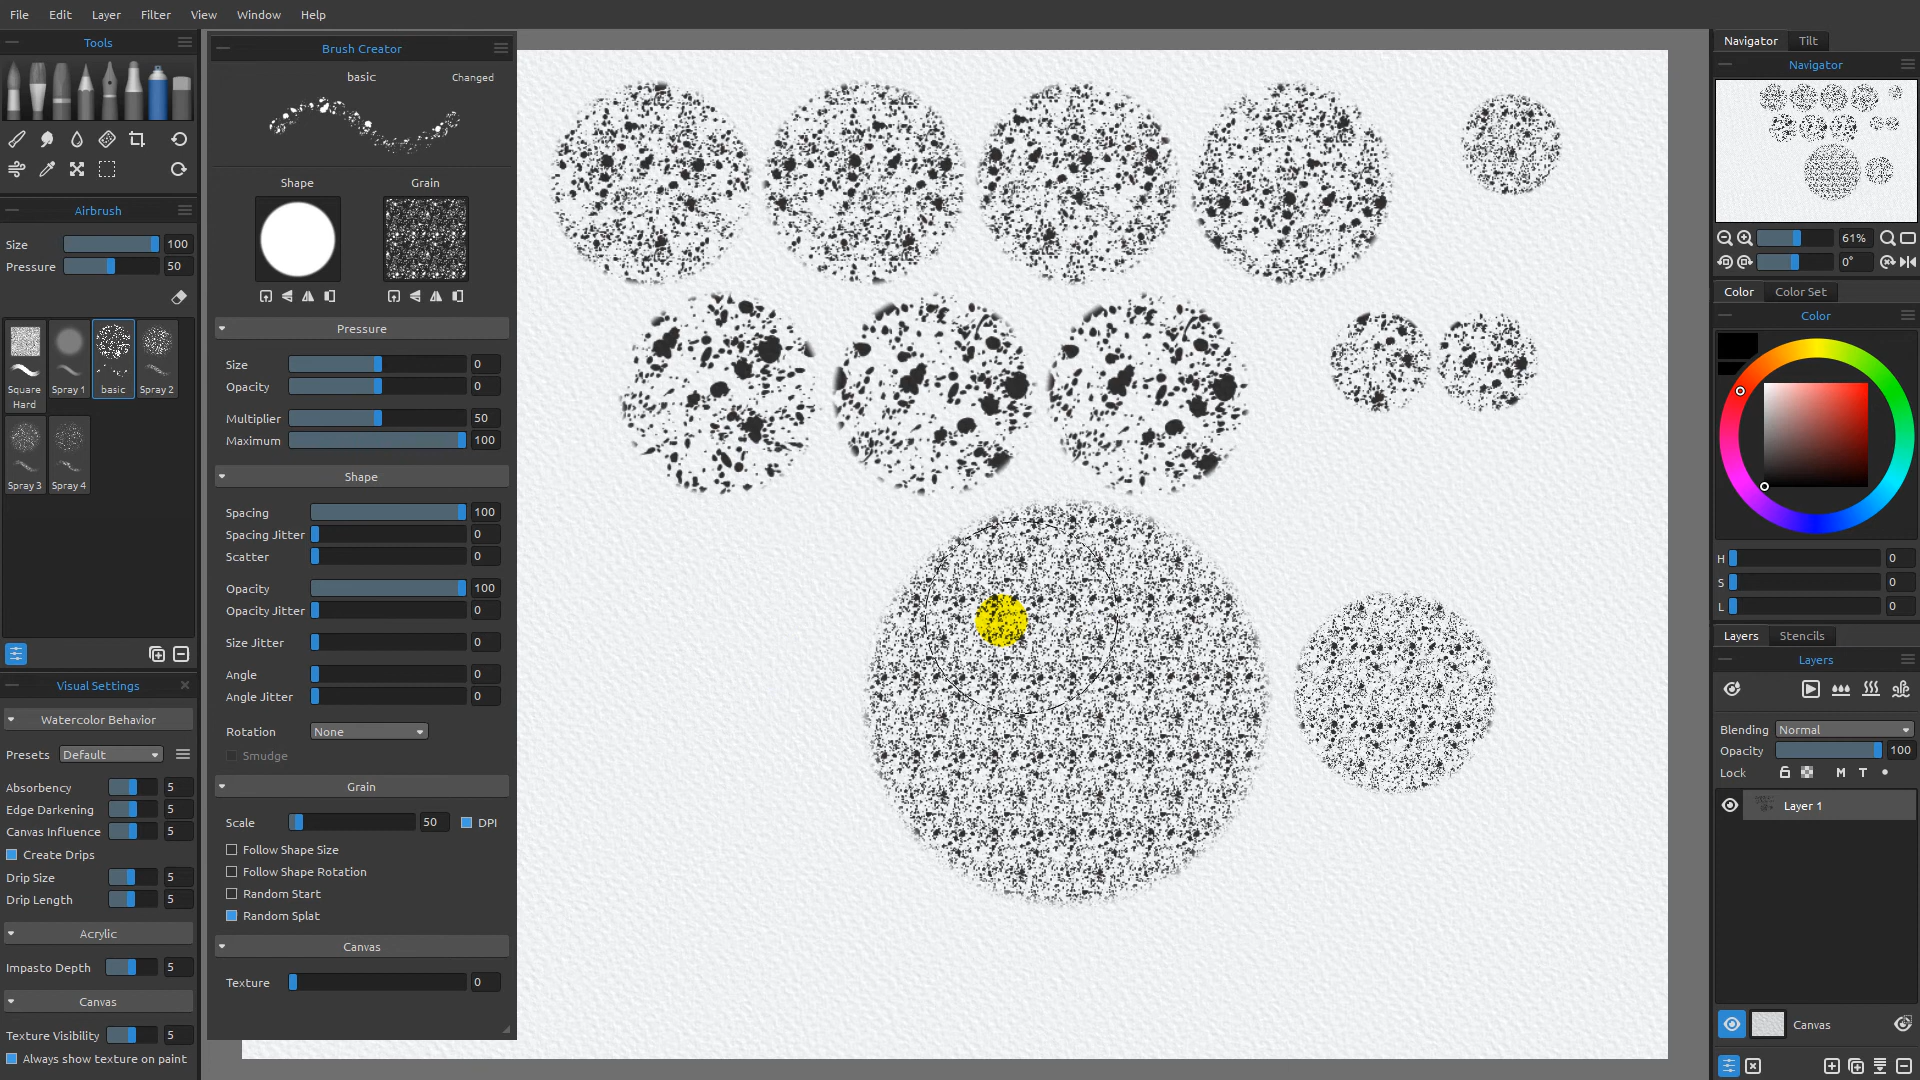 File Edit Layer Filter View Window Help
Tools
Airbrush
Size 100
Pressure 50
Square Hard
Spray 1
basic
Spray 2
Spray 3
Spray 4
Visual Settings
Watercolor Behavior
Presets Default
Absorbency 5
Edge Darkening 5
Canvas Influence 5
Create Drips
Drip Size 5
Drip Length 5
Acrylic
Impasto Depth 5
Canvas
Texture Visibility 5
Always show texture on paint
Brush Creator
basic Changed
Shape Grain
Pressure
Size 0
Opacity 0
Multiplier 50
Maximum 100
Shape
Spacing 100
Spacing Jitter 0
Scatter 0
Opacity 100
Opacity Jitter 0
Size Jitter 0
Angle 0
Angle Jitter 0
Rotation None
Smudge
Grain
Scale 50 DPI
Follow Shape Size
Follow Shape Rotation
Random Start
Random Splat
Canvas
Texture 0
Navigator Tilt
Navigator
61%
0°
Color Color Set
Color
H 0
S 0
L 0
Layers Stencils
Layers
Blending Normal
Opacity 100
Lock M T
Layer 1
Canvas